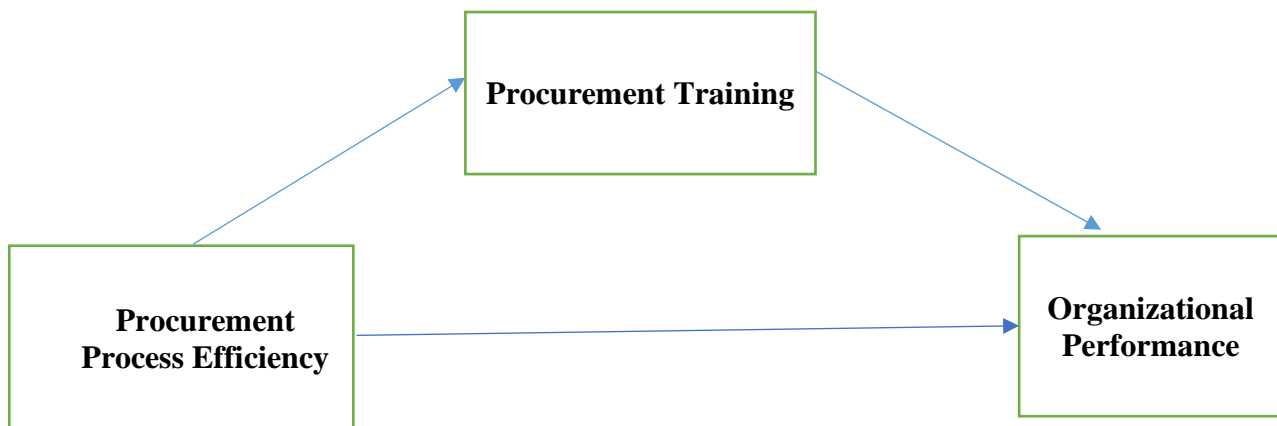 Procurement Training
Procurement
Process Efficiency
Organizational
Performance